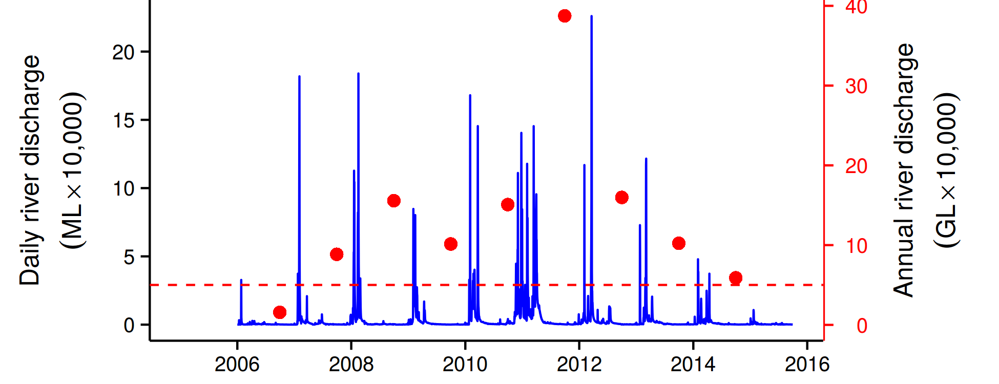 Daily river discharge
(ML×10,000)
20
15
10
5
0
2006 2008 2010 2012 2014 2016
40
30
20
10
0
Annual river discharge
(GL×10,000)